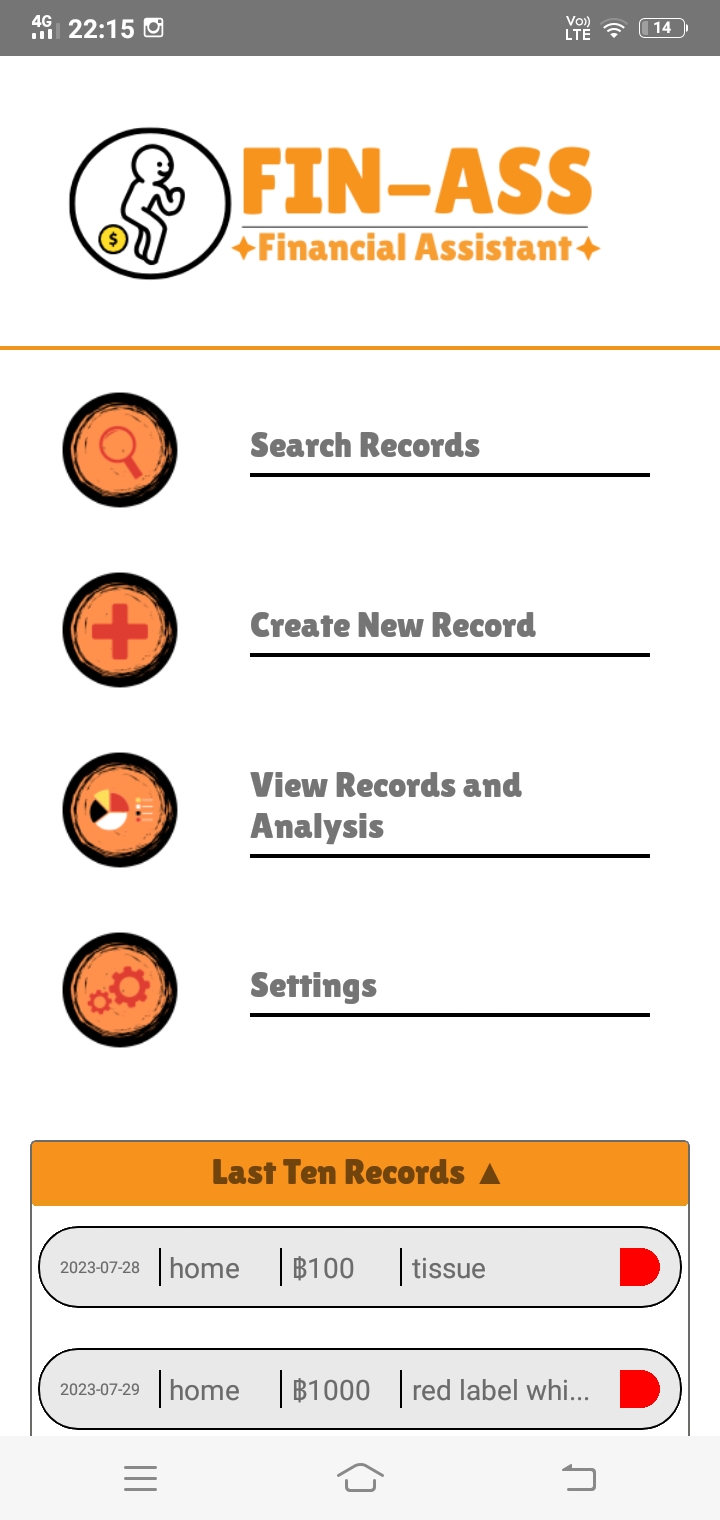 4G 22:15 Vo)) LTE 14
FIN-ASS
$
✦Financial Assistant✦
Search Records
Create New Record
View Records and
Analysis
Settings
Last Ten Records ▲
2023-07-28 home ฿100 tissue
2023-07-29 home ฿1000 red label whi...